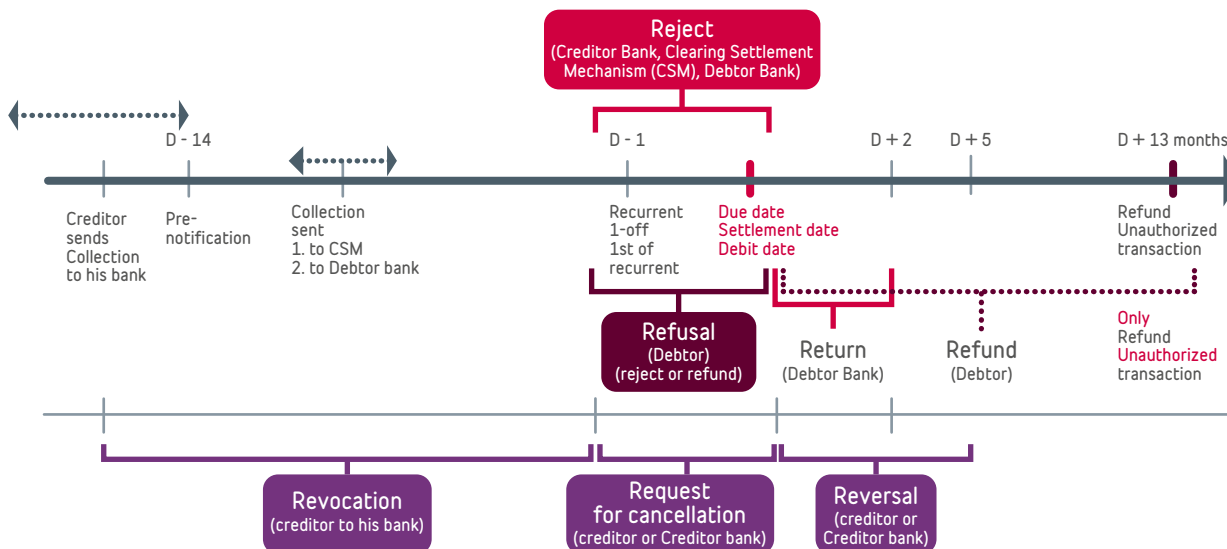 Reject
(Creditor Bank, Clearing Settlement
Mechanism (CSM), Debtor Bank)
D - 14
D - 1
D + 2
D + 5
D + 13 months
Creditor
sends
Collection
to his bank
Pre-
notification
Collection
sent
1. to CSM
2. to Debtor bank
Recurrent
1-off
1st of
recurrent
Due date
Settlement date
Debit date
Refund
Unauthorized
transaction
Refusal
(Debtor)
(reject or refund)
Return
(Debtor Bank)
Refund
(Debtor)
Only
Refund
Unauthorized
transaction
Revocation
(creditor to his bank)
Request
for cancellation
(creditor or Creditor bank)
Reversal
(creditor or
Creditor bank)